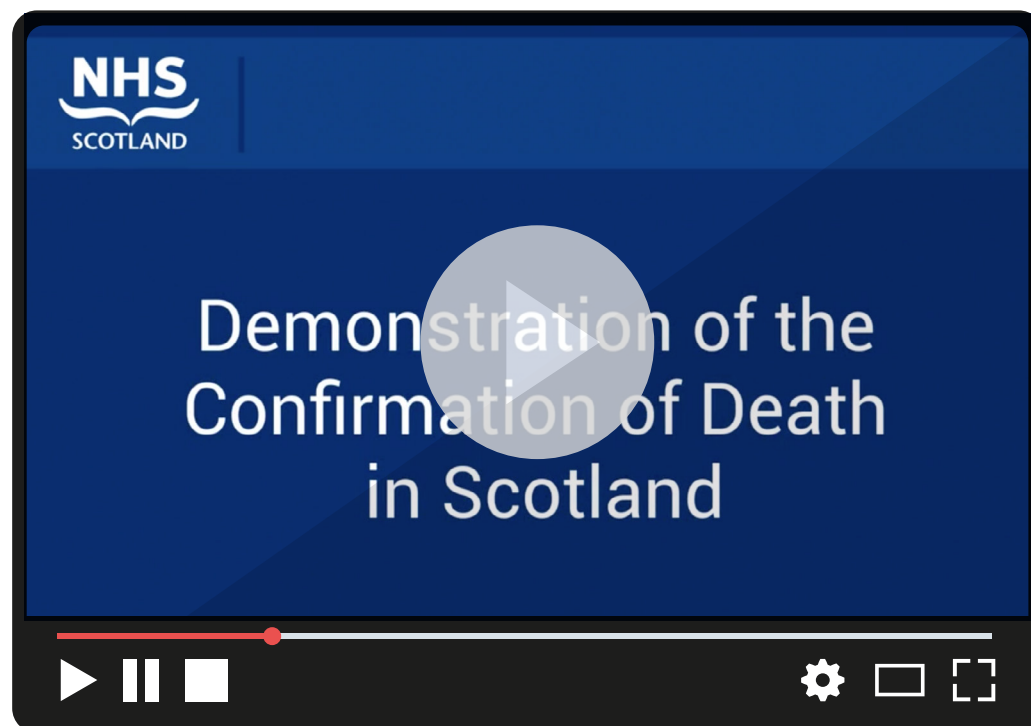 NHS
SCOTLAND
Demonstration of the
Confirmation of Death
in Scotland